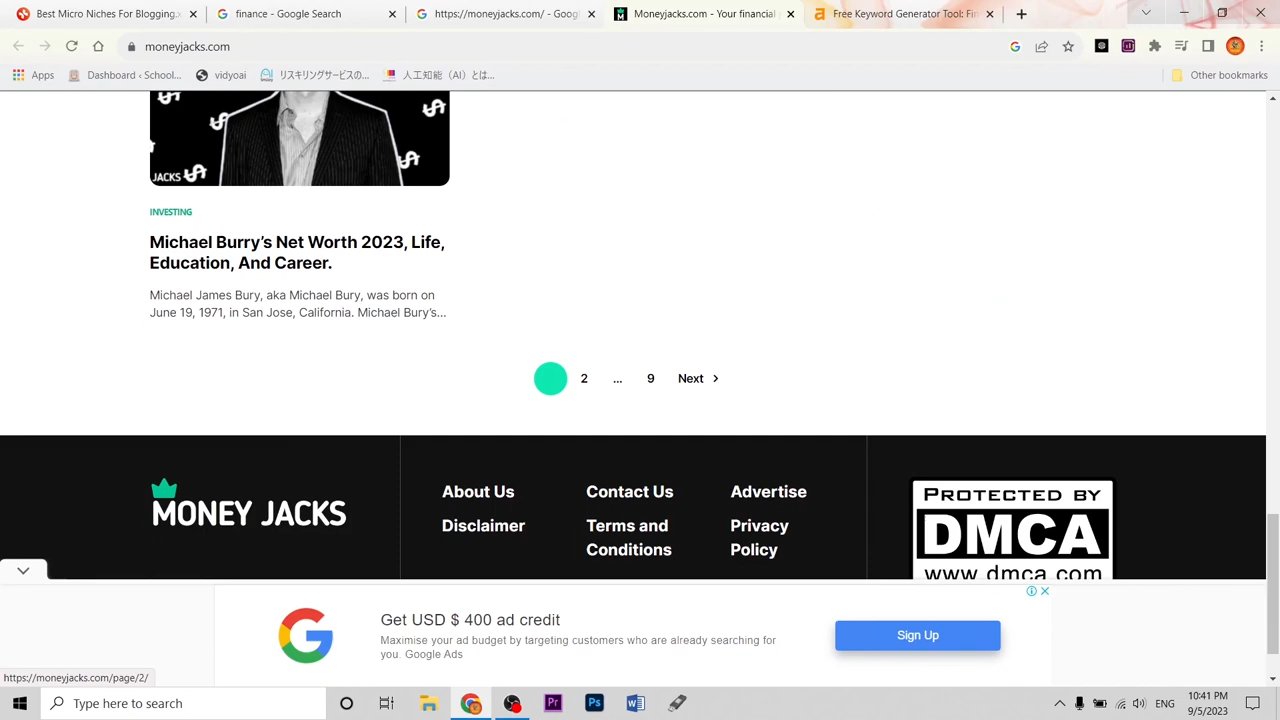 Best Micro Niches For Blogging.
finance - Google Search
https://moneyjacks.com/ - Googl
Moneyjacks.com - Your financial
Free Keyword Generator Tool: Fin
moneyjacks.com
Apps
Dashboard ‹ School...
vidyoai
リスキリングサービスの...
人工知能（AI）とは...
Other bookmarks
JACKS
INVESTING
Michael Burry’s Net Worth 2023, Life,
Education, And Career.
Michael James Bury, aka Michael Bury, was born on
June 19, 1971, in San Jose, California. Michael Bury’s...
2 ... 9 Next
MONEY JACKS
About Us
Contact Us
Advertise
Disclaimer
Terms and
Conditions
Privacy
Policy
PROTECTED BY
DMCA
www.dmca.com
Get USD $ 400 ad credit
Maximise your ad budget by targeting customers who are already searching for
you. Google Ads
Sign Up
https://moneyjacks.com/page/2/
Type here to search
Pr
Ps
ENG
10:41 PM
9/5/2023